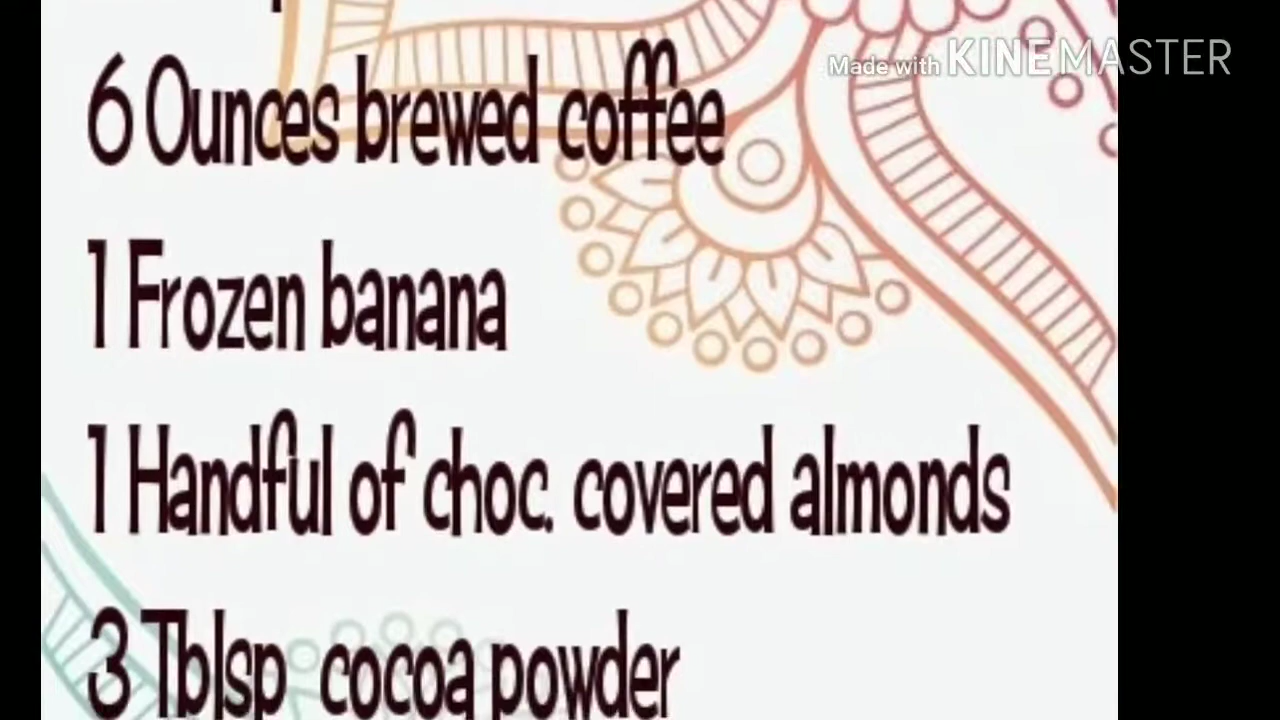 Made with KINEMASTER
6 Ounces brewed coffee
1 Frozen banana
1 Handful of choc. covered almonds
3 Tblsp cocoa powder